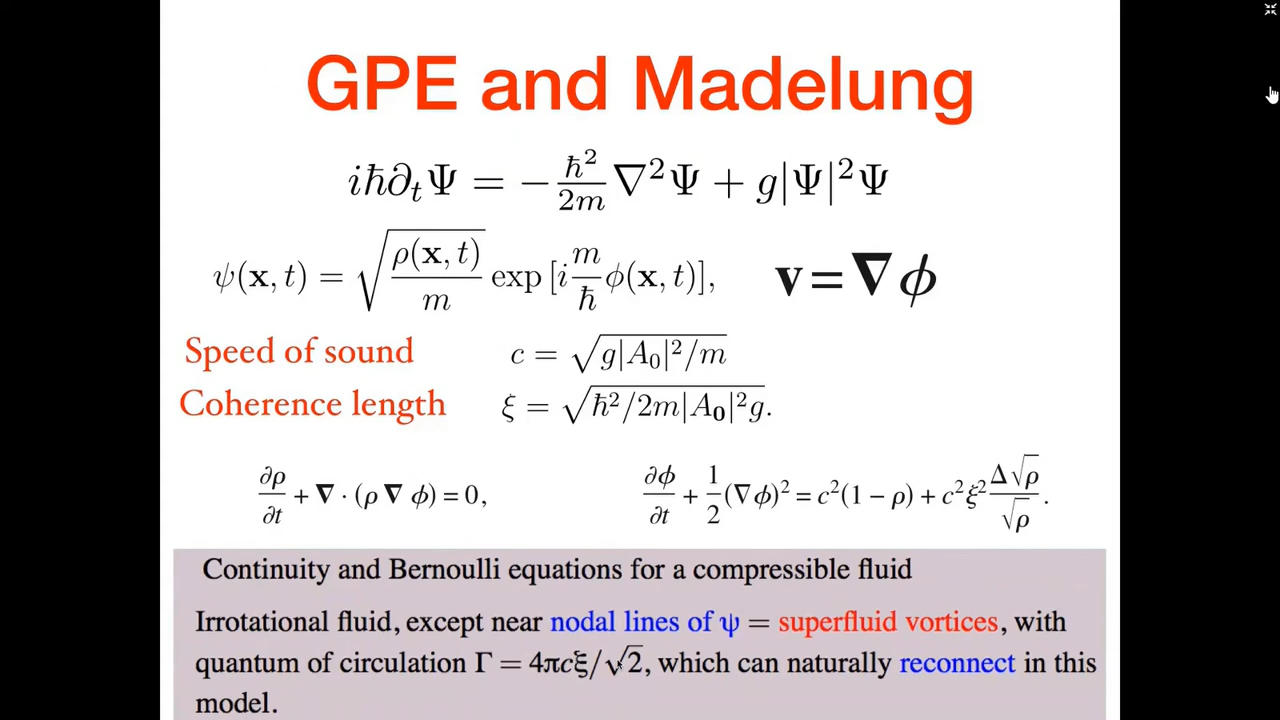 GPE and Madelung
iħ∂ₜΨ = −ħ²/2m ∇²Ψ + g|Ψ|²Ψ
ψ(x, t) = √(ρ(x, t)/m) exp [i m/ħ ϕ(x, t)],
v = ∇ϕ
Speed of sound c = √(g|A₀|²/m)
Coherence length ξ = √(ħ²/2m|A₀|²g).
∂ρ/∂t + ∇ · (ρ ∇ ϕ) = 0,
∂ϕ/∂t + 1/2 (∇ϕ)² = c²(1 − ρ) + c²ξ² Δ√ρ/√ρ.
Continuity and Bernoulli equations for a compressible fluid
Irrotational fluid, except near nodal lines of ψ = superfluid vortices, with
quantum of circulation Γ = 4πcξ/√2, which can naturally reconnect in this
model.